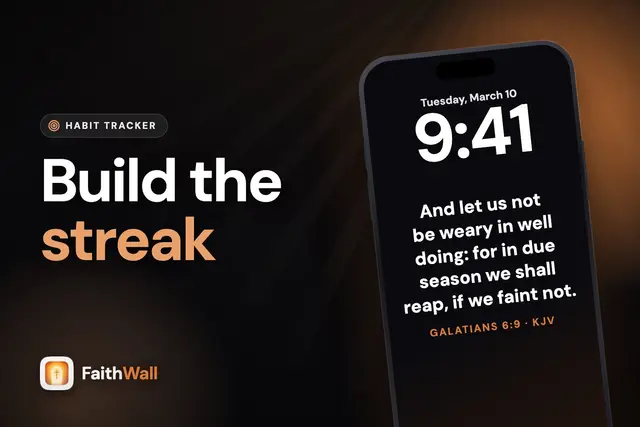 HABIT TRACKER
Build the
streak
FaithWall
Tuesday, March 10
9:41
And let us not
be weary in well
doing: for in due
season we shall
reap, if we faint not.
GALATIANS 6:9 · KJV